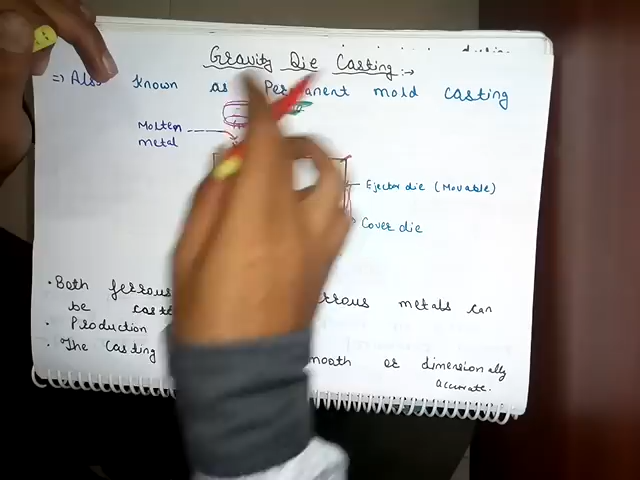 Gravity Die Casting :→
⇒ Also known as Permanent mold casting
Molten
metal
Ejector die (Movable)
Cover die
• Both ferrous metals can
be
• Production
• The casting smooth or dimensionally
accurate.